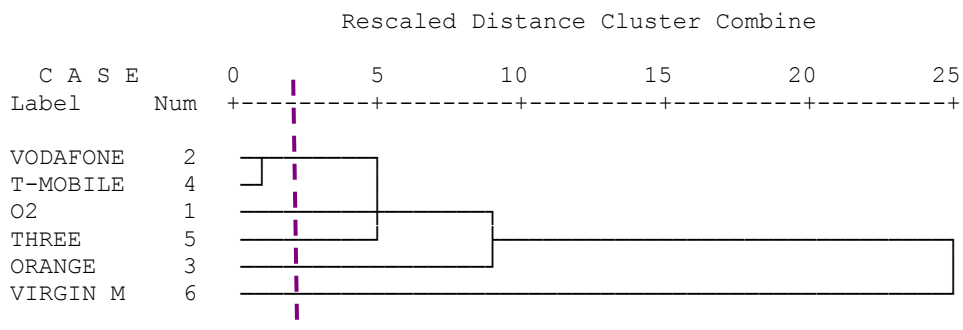 Rescaled Distance Cluster Combine
C A S E 0 5 10 15 20 25
Label Num +---------+---------+---------+---------+---------+
VODAFONE 2
T-MOBILE 4
O2 1
THREE 5
ORANGE 3
VIRGIN M 6